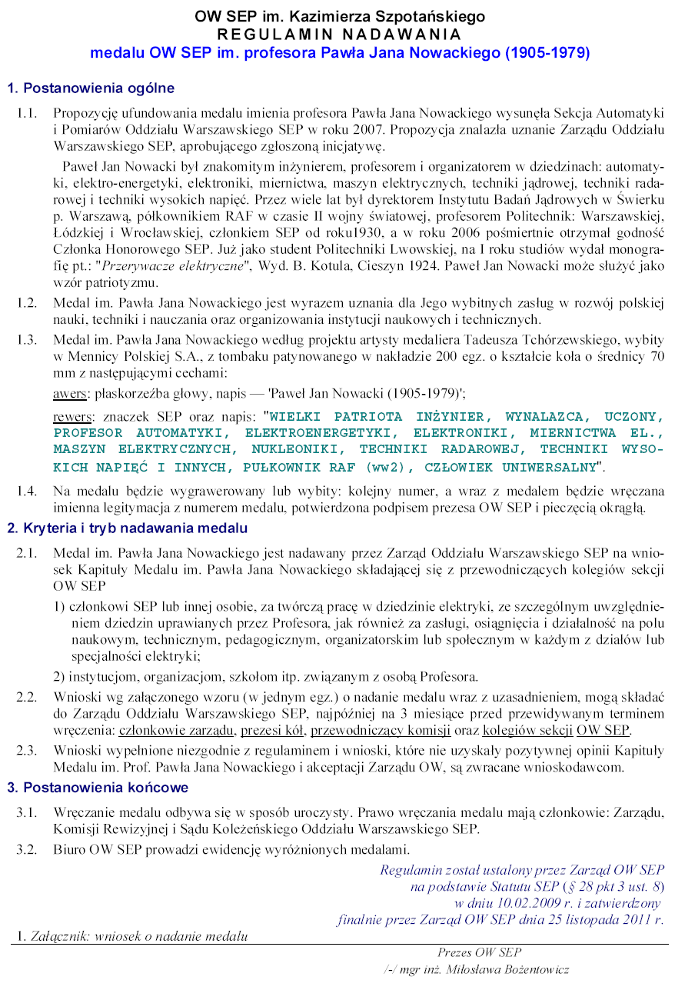 OW SEP im. Kazimierza Szpotańskiego
REGULAMIN NADAWANIA
medalu OW SEP im. profesora Pawła Jana Nowackiego (1905-1979)
1. Postanowienia ogólne
1.1. Propozycję ufundowania medalu imienia profesora Pawła Jana Nowackiego wysunęła Sekcja Automatyki
i Pomiarów Oddziału Warszawskiego SEP w roku 2007. Propozycja znalazła uznanie Zarządu Oddziału
Warszawskiego SEP, aprobującego zgłoszoną inicjatywę.
Paweł Jan Nowacki był znakomitym inżynierem, profesorem i organizatorem w dziedzinach: automaty-
ki, elektro-energetyki, elektroniki, miernictwa, maszyn elektrycznych, techniki jądrowej, techniki rada-
rowej i techniki wysokich napięć. Przez wiele lat był dyrektorem Instytutu Badań Jądrowych w Świerku
p. Warszawą, półkownikiem RAF w czasie II wojny światowej, profesorem Politechnik: Warszawskiej,
Łódzkiej i Wrocławskiej, członkiem SEP od roku1930, a w roku 2006 pośmiertnie otrzymał godność
Członka Honorowego SEP. Już jako student Politechniki Lwowskiej, na I roku studiów wydał monogra-
fię pt.: "Przerywacze elektryczne", Wyd. B. Kotula, Cieszyn 1924. Paweł Jan Nowacki może służyć jako
wzór patriotyzmu.
1.2. Medal im. Pawła Jana Nowackiego jest wyrazem uznania dla Jego wybitnych zasług w rozwój polskiej
nauki, techniki i nauczania oraz organizowania instytucji naukowych i technicznych.
1.3. Medal im. Pawła Jana Nowackiego według projektu artysty medaliera Tadeusza Tchórzewskiego, wybity
w Mennicy Polskiej S.A., z tombaku patynowanego w nakładzie 200 egz. o kształcie koła o średnicy 70
mm z następującymi cechami:
awers: płaskorzeźba głowy, napis — 'Paweł Jan Nowacki (1905-1979)';
rewers: znaczek SEP oraz napis: "WIELKI PATRIOTA INŻYNIER, WYNALAZCA, UCZONY,
PROFESOR AUTOMATYKI, ELEKTROENERGETYKI, ELEKTRONIKI, MIERNICTWA EL.,
MASZYN ELEKTRYCZNYCH, NUKLEONIKI, TECHNIKI RADAROWEJ, TECHNIKI WYSO-
KICH NAPIĘĆ I INNYCH, PUŁKOWNIK RAF (ww2), CZŁOWIEK UNIWERSALNY".
1.4. Na medalu będzie wygrawerowany lub wybity: kolejny numer, a wraz z medalem będzie wręczana
imienna legitymacja z numerem medalu, potwierdzona podpisem prezesa OW SEP i pieczęcią okrągłą.
2. Kryteria i tryb nadawania medalu
2.1. Medal im. Pawła Jana Nowackiego jest nadawany przez Zarząd Oddziału Warszawskiego SEP na wnio-
sek Kapituły Medalu im. Pawła Jana Nowackiego składającej się z przewodniczących kolegiów sekcji
OW SEP
1) członkowi SEP lub innej osobie, za twórczą pracę w dziedzinie elektryki, ze szczególnym uwzględnie-
niem dziedzin uprawianych przez Profesora, jak również za zasługi, osiągnięcia i działalność na polu
naukowym, technicznym, pedagogicznym, organizatorskim lub społecznym w każdym z działów lub
specjalności elektryki;
2) instytucjom, organizacjom, szkołom itp. związanym z osobą Profesora.
2.2. Wnioski wg załączonego wzoru (w jednym egz.) o nadanie medalu wraz z uzasadnieniem, mogą składać
do Zarządu Oddziału Warszawskiego SEP, najpóźniej na 3 miesiące przed przewidywanym terminem
wręczenia: członkowie zarządu, prezesi kół, przewodniczący komisji oraz kolegiów sekcji OW SEP.
2.3. Wnioski wypełnione niezgodnie z regulaminem i wnioski, które nie uzyskały pozytywnej opinii Kapituły
Medalu im. Prof. Pawła Jana Nowackiego i akceptacji Zarządu OW, są zwracane wnioskodawcom.
3. Postanowienia końcowe
3.1. Wręczanie medalu odbywa się w sposób uroczysty. Prawo wręczania medalu mają członkowie: Zarządu,
Komisji Rewizyjnej i Sądu Koleżeńskiego Oddziału Warszawskiego SEP.
3.2. Biuro OW SEP prowadzi ewidencję wyróżnionych medalami.
Regulamin został ustalony przez Zarząd OW SEP
na podstawie Statutu SEP (§ 28 pkt 3 ust. 8)
w dniu 10.02.2009 r. i zatwierdzony
finalnie przez Zarząd OW SEP dnia 25 listopada 2011 r.
1. Załącznik: wniosek o nadanie medalu
Prezes OW SEP
/-/ mgr inż. Miłosława Bożentowicz